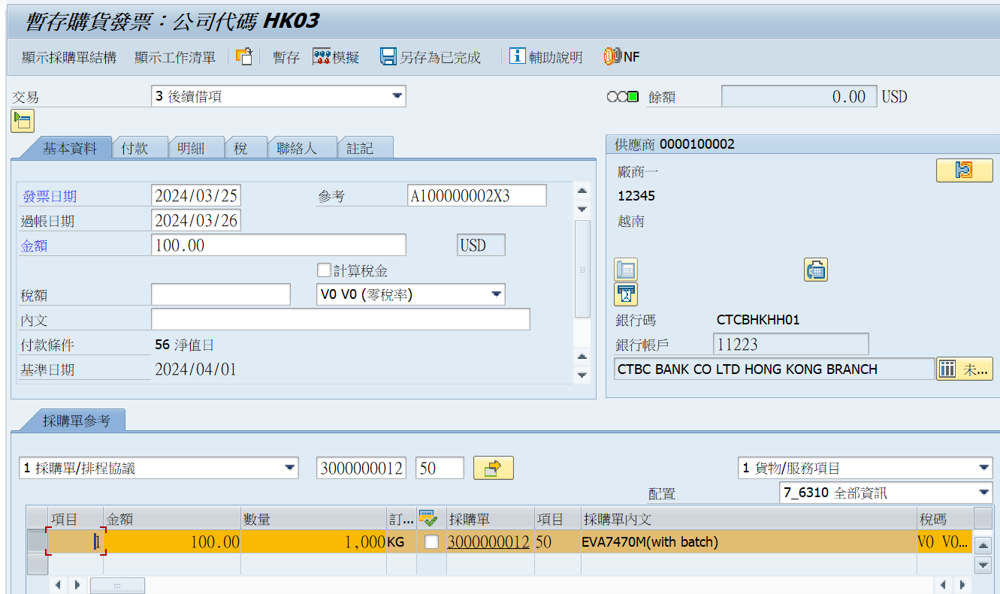 暫存購貨發票：公司代碼 HK03
顯示採購單結構 顯示工作清單 暫存 模擬 另存為已完成 輔助說明 NF
交易 3 後續借項 餘額 0.00 USD
基本資料 付款 明細 稅 聯絡人 註記
發票日期 2024/03/25 參考 A100000002X3
過帳日期 2024/03/26
金額 100.00 USD
計算稅金
稅額 V0 V0 (零稅率)
內文
付款條件 56 淨值日
基準日期 2024/04/01
供應商 0000100002
廠商一
12345
越南
銀行碼 CTCBHKHH01
銀行帳戶 11223
CTBC BANK CO LTD HONG KONG BRANCH 未...
採購單參考
1 採購單/排程協議 3000000012 50 1 貨物/服務項目
配置 7_6310 全部資訊
項目 金額 數量 訂... 採購單 項目 採購單內文 稅碼
1 100.00 1,000 KG 3000000012 50 EVA7470M(with batch) V0 V0...